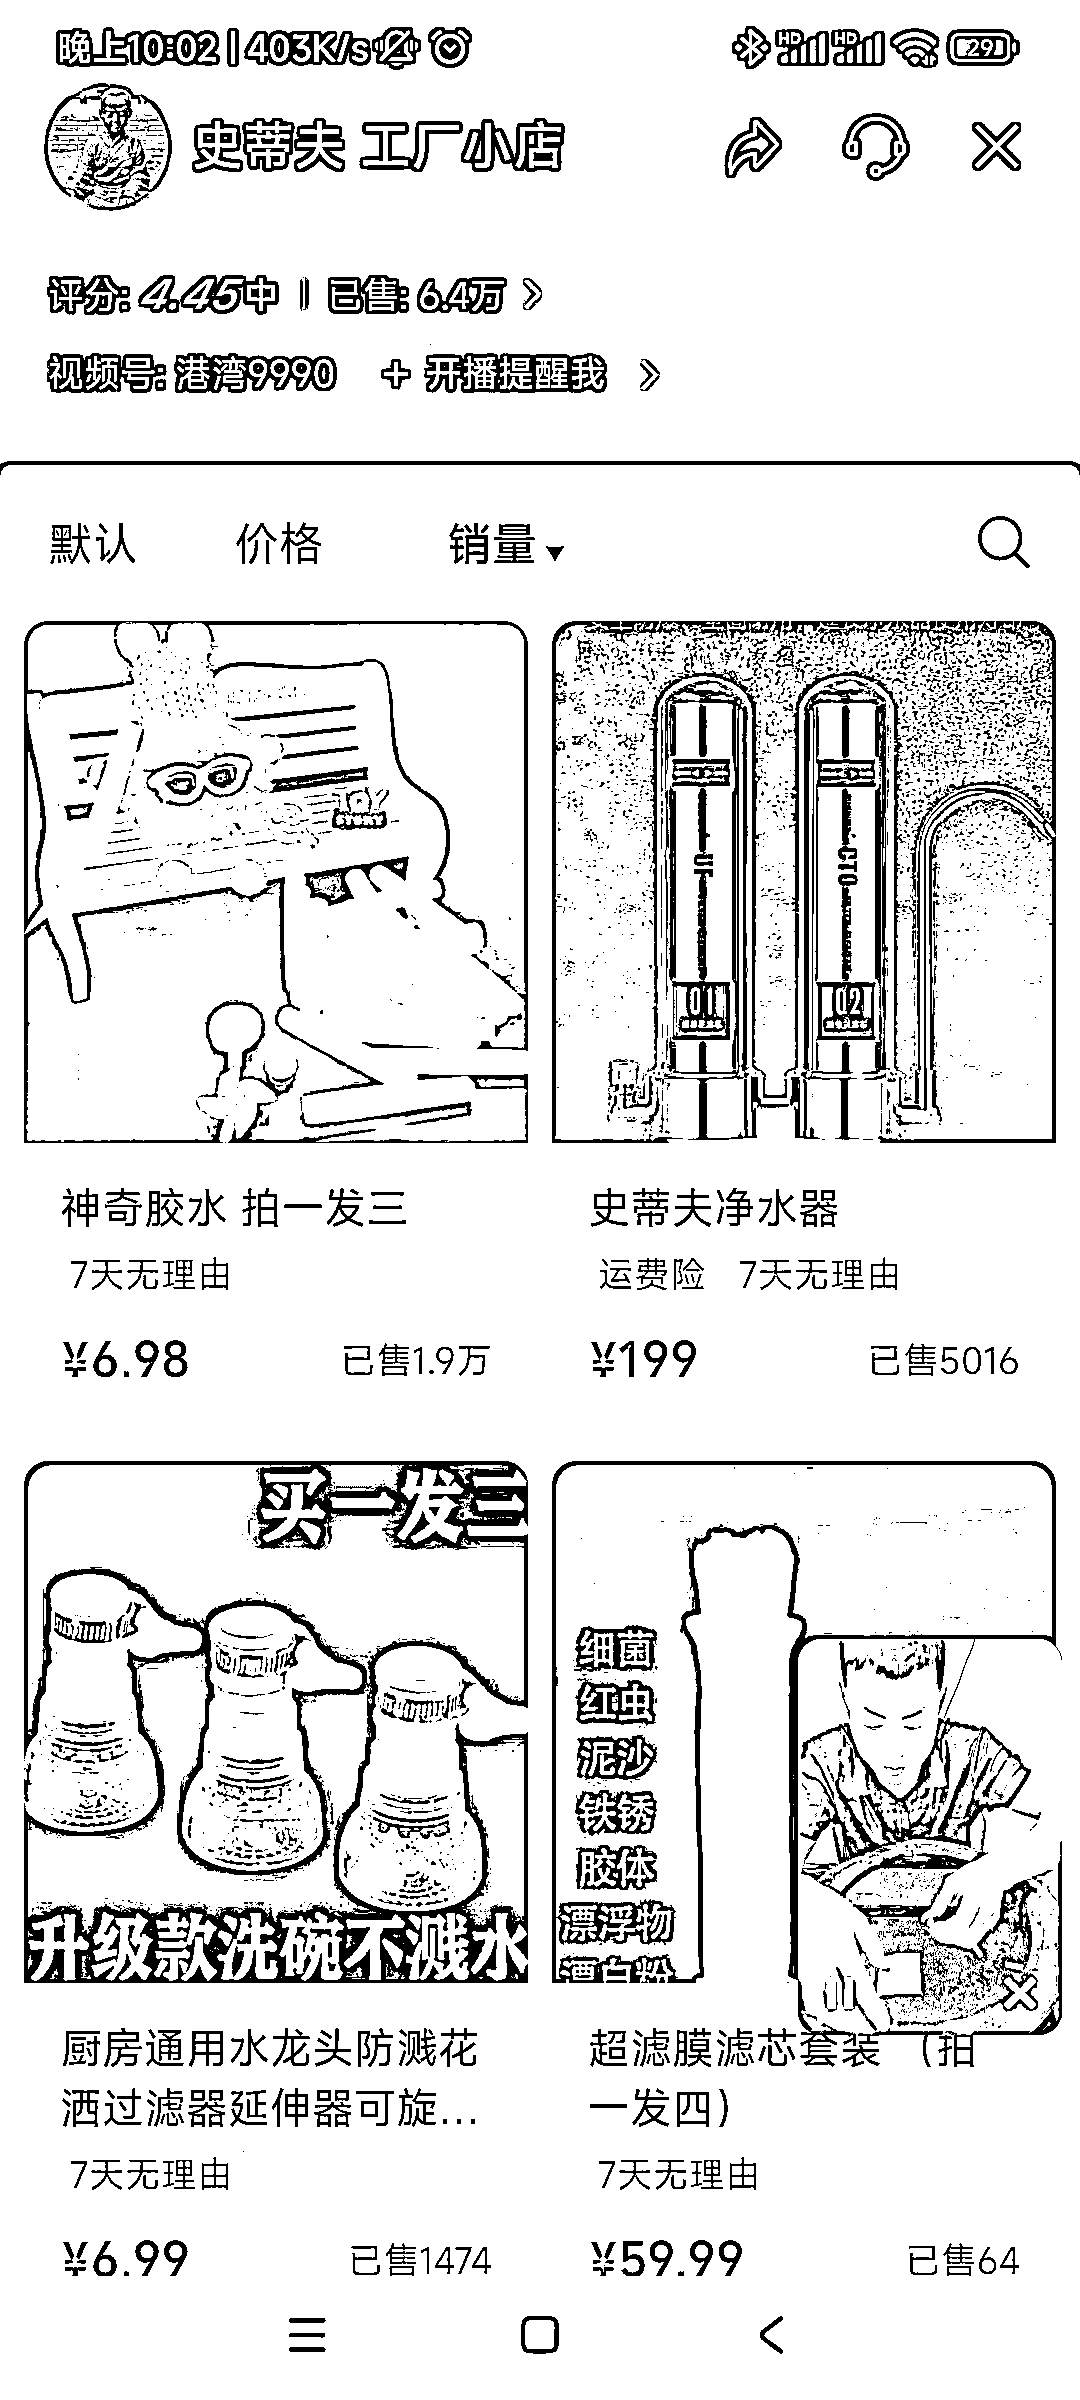 晚上10:02 | 403K/s
HD HD 29
史蒂夫 工厂小店
评分: 4.45中 | 已售: 6.4万
视频号: 港湾9990 + 开播提醒我
默认 价格 销量
STORY
UF CTO
01 02
神奇胶水 拍一发三
7天无理由
¥6.98 已售1.9万
史蒂夫净水器
运费险 7天无理由
¥199 已售5016
买一发三
升级款洗碗不溅水
厨房通用水龙头防溅花
洒过滤器延伸器可旋...
7天无理由
¥6.99 已售1474
细菌
红虫
泥沙
铁锈
胶体
漂浮物
漂白粉
超滤膜滤芯套装 （拍
一发四）
7天无理由
¥59.99 已售64